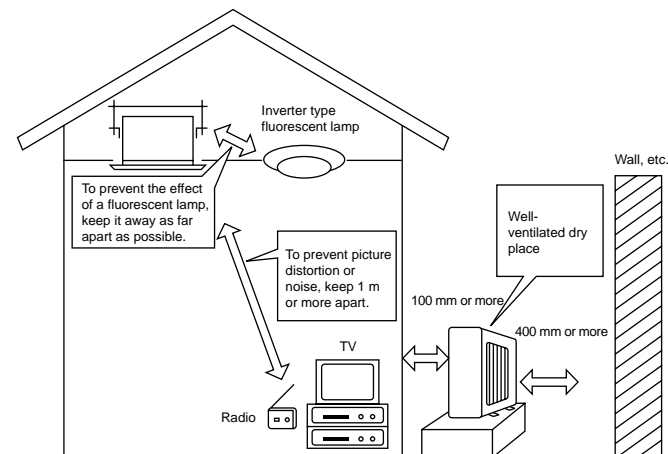 Inverter type
fluorescent lamp
Wall, etc.
To prevent the effect
of a fluorescent lamp,
keep it away as far
apart as possible.
Well-
ventilated dry
place
To prevent picture
distortion or
noise, keep 1 m
or more apart.
100 mm or more
400 mm or more
TV
Radio